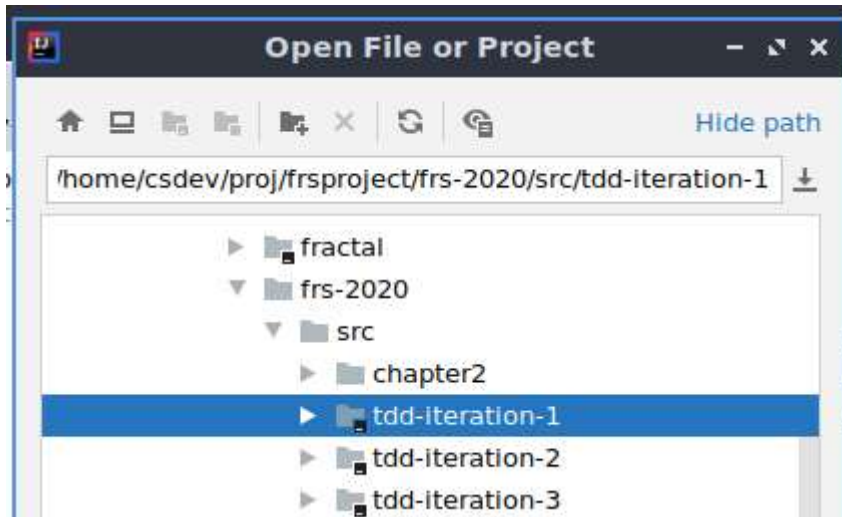 Open File or Project
Hide path
/home/csdev/proj/frsproject/frs-2020/src/tdd-iteration-1
fractal
frs-2020
src
chapter2
tdd-iteration-1
tdd-iteration-2
tdd-iteration-3